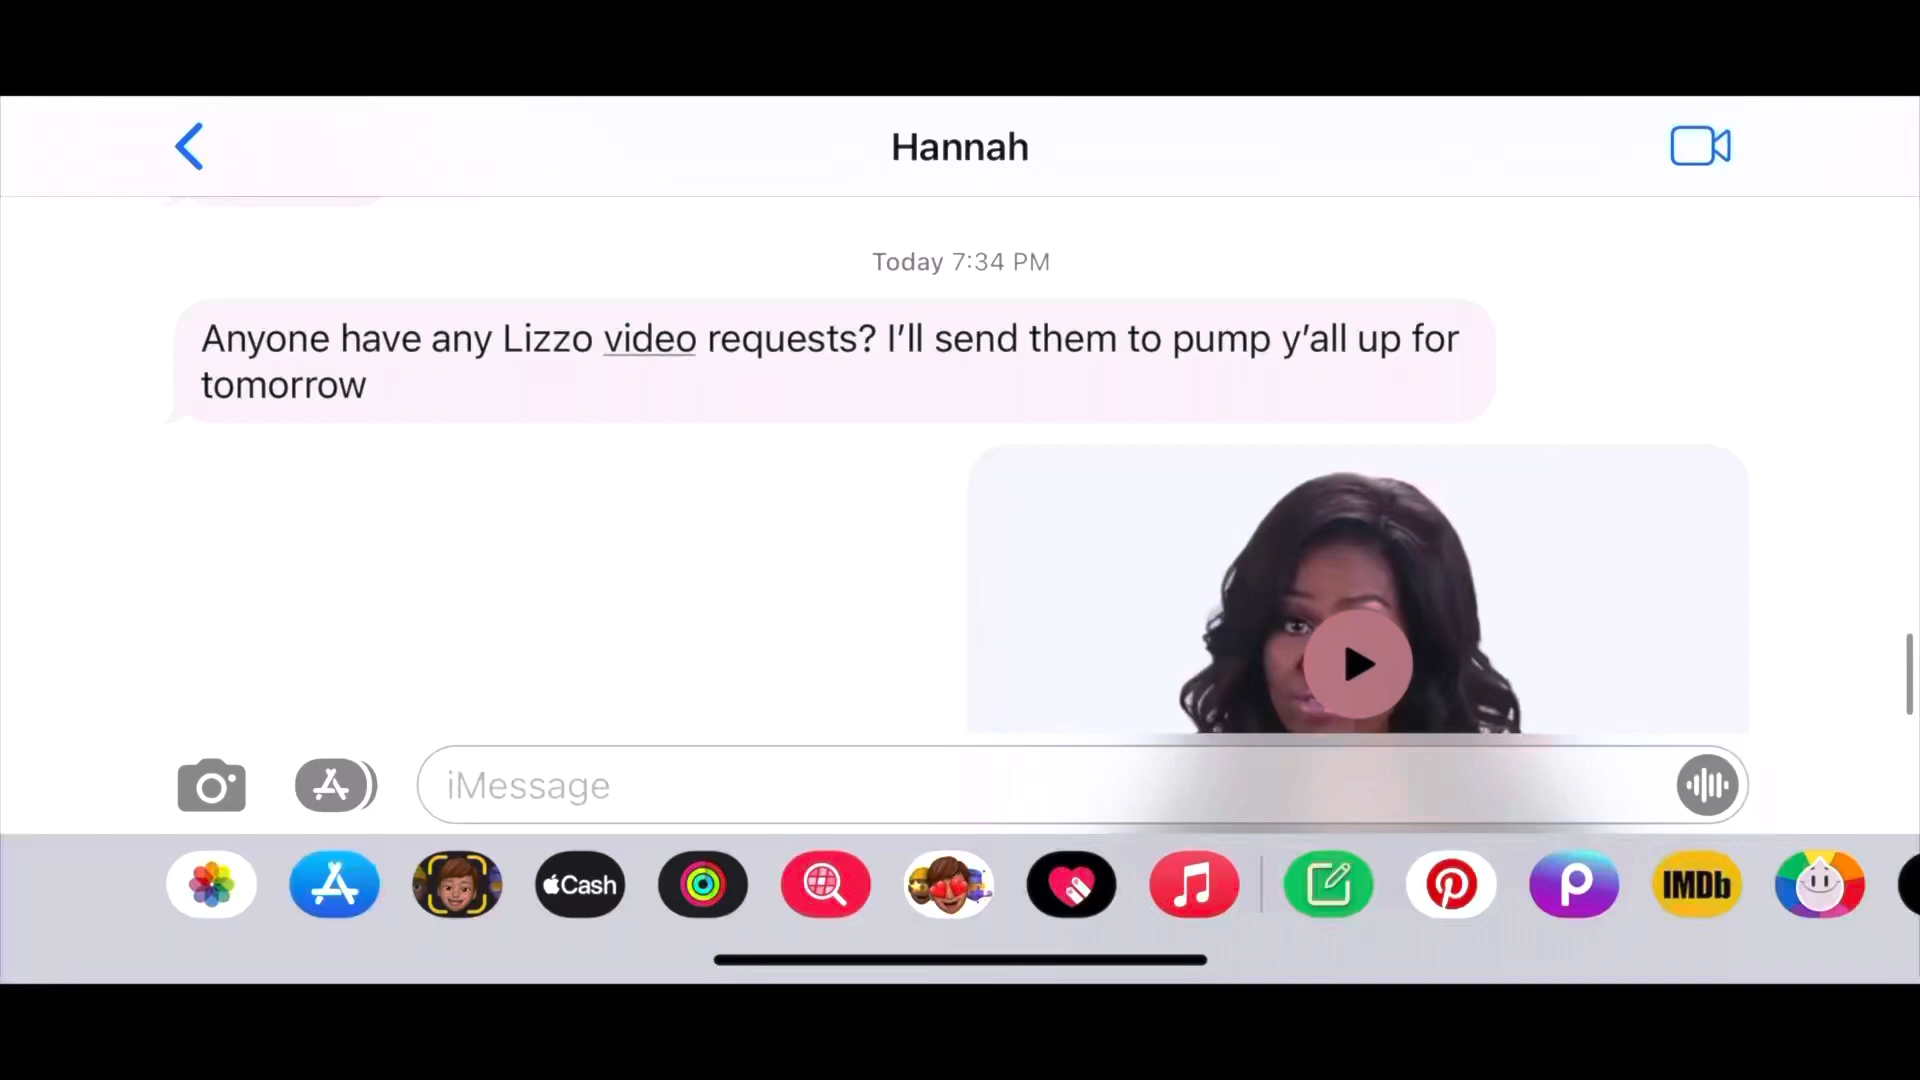 Hannah
Today 7:34 PM
Anyone have any Lizzo video requests? I’ll send them to pump y’all up for
tomorrow
iMessage
Cash
IMDb